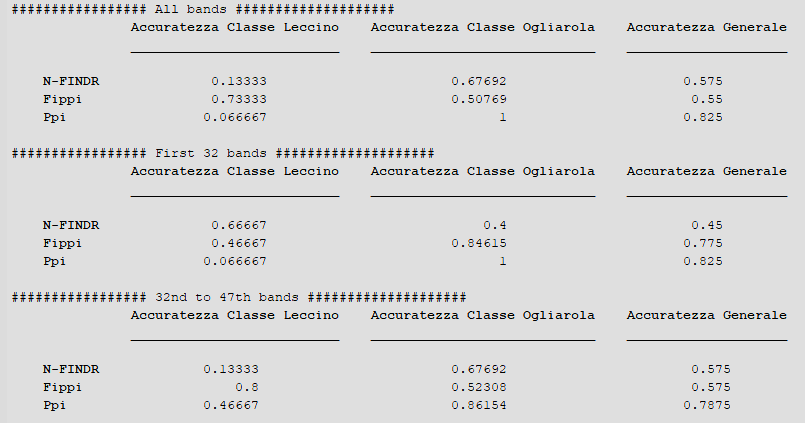 ################# All bands ####################
Accuratezza Classe Leccino Accuratezza Classe Ogliarola Accuratezza Generale
N-FINDR 0.13333 0.67692 0.575
Fippi 0.73333 0.50769 0.55
Ppi 0.066667 1 0.825
################# First 32 bands ####################
Accuratezza Classe Leccino Accuratezza Classe Ogliarola Accuratezza Generale
N-FINDR 0.66667 0.4 0.45
Fippi 0.46667 0.84615 0.775
Ppi 0.066667 1 0.825
################# 32nd to 47th bands ####################
Accuratezza Classe Leccino Accuratezza Classe Ogliarola Accuratezza Generale
N-FINDR 0.13333 0.67692 0.575
Fippi 0.8 0.52308 0.575
Ppi 0.46667 0.86154 0.7875